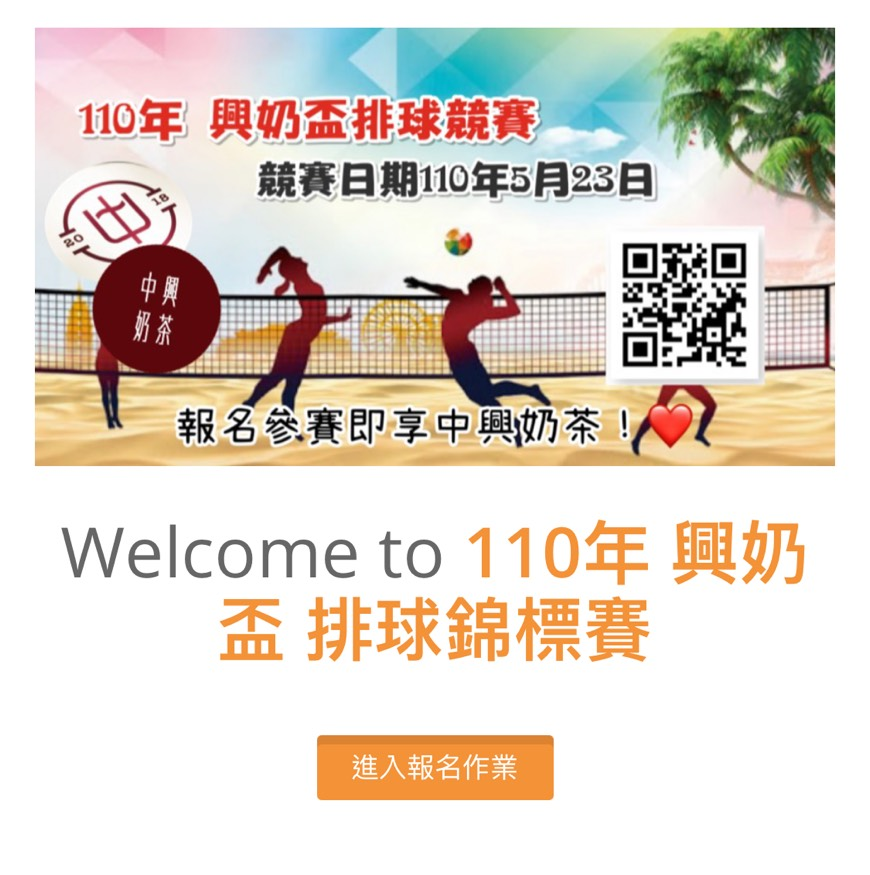 110年 興奶盃排球競賽
競賽日期110年5月23日
20
18
中
中興
奶茶
報名參賽即享中興奶茶！
Welcome to 110年 興奶
盃 排球錦標賽
進入報名作業